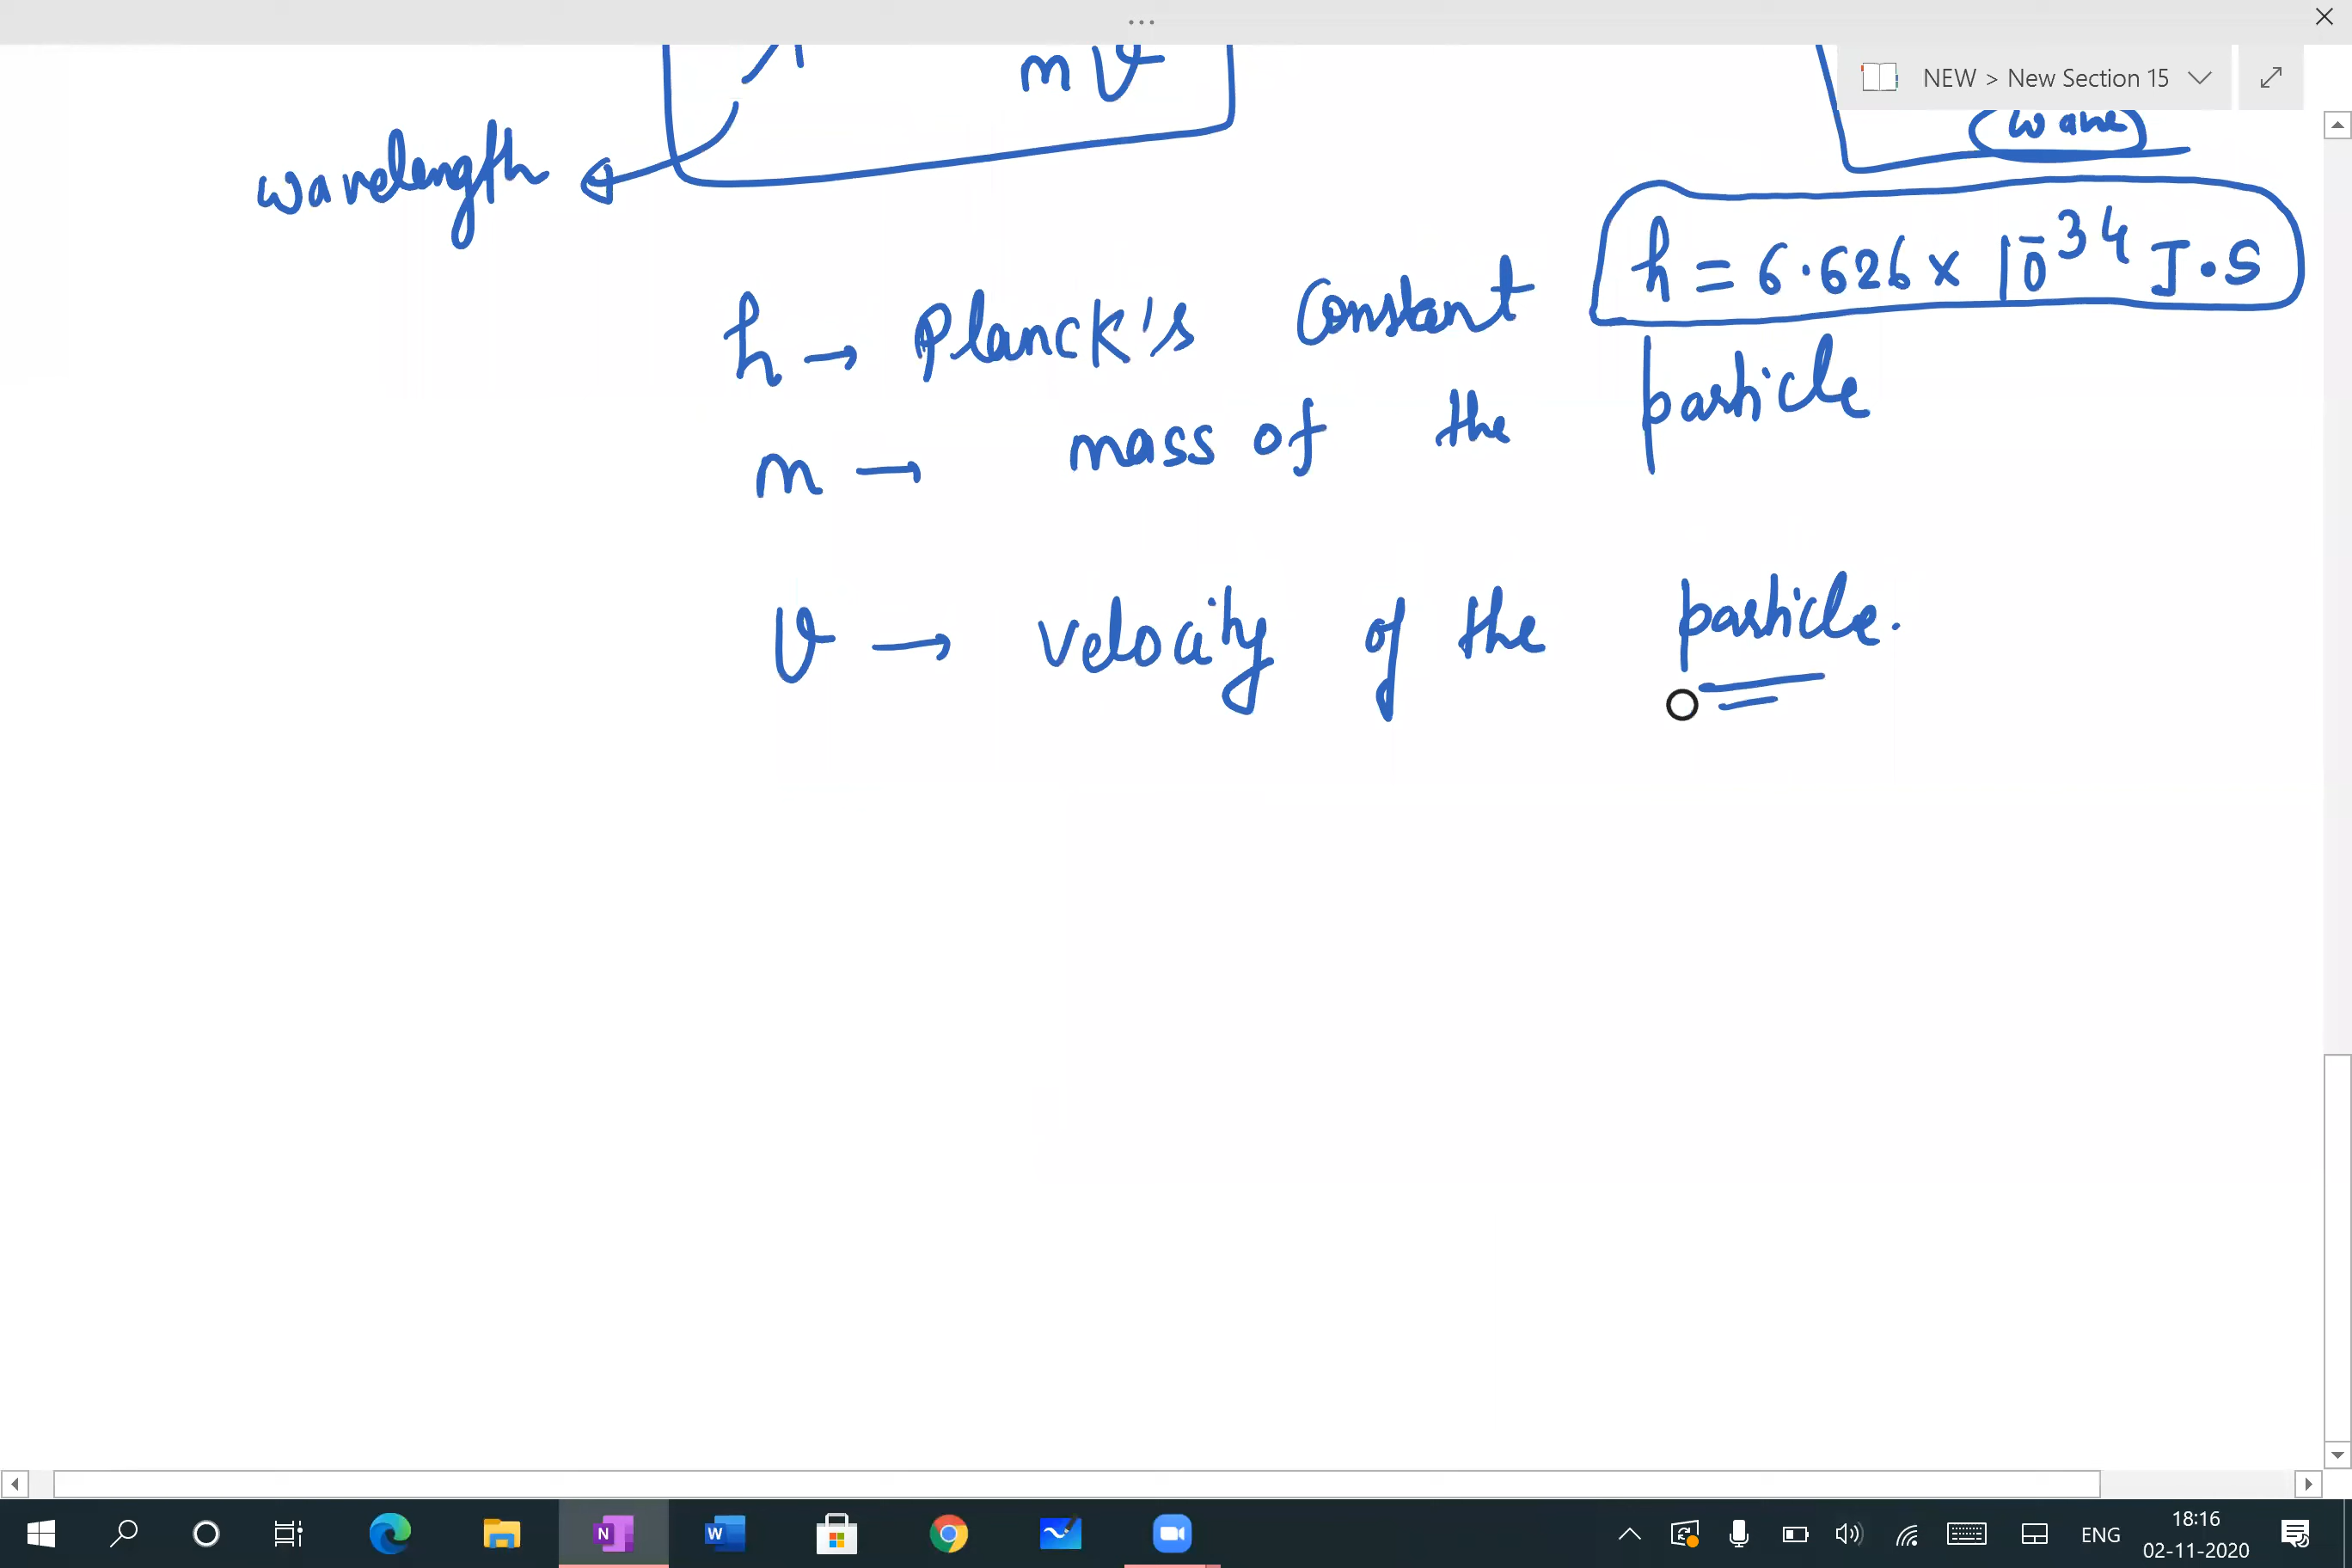 ...
NEW > New Section 15
m v
wave
wavelength
h = 6.626 x 10-34 J.S
h → Planck's Constant
m → mass of the particle
v → velocity of the particle.
N
W
ENG
18:16
02-11-2020